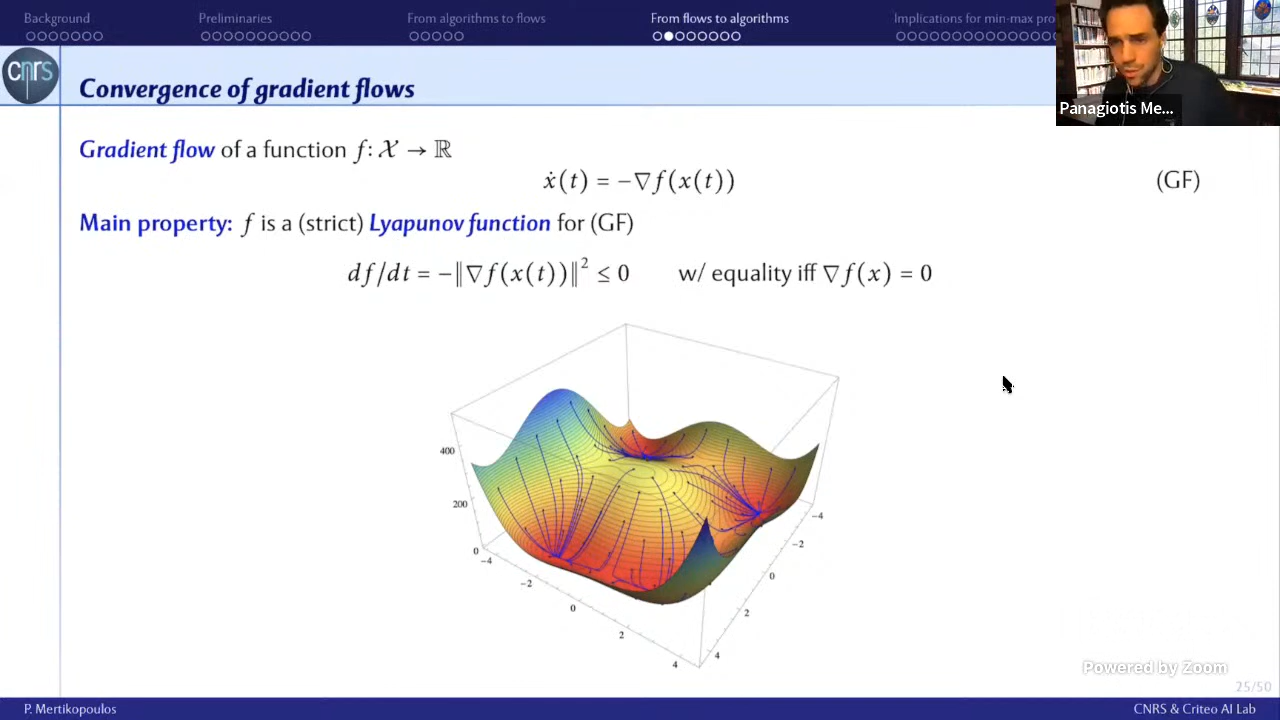 Background Preliminaries From algorithms to flows From flows to algorithms Implications for min-max pro
cnrs
Convergence of gradient flows
Panagiotis Me...
Gradient flow of a function f: 𝒳 → ℝ
ẋ(t) = −∇f(x(t)) (GF)
Main property: f is a (strict) Lyapunov function for (GF)
df/dt = −‖∇f(x(t))‖² ≤ 0 w/ equality iff ∇f(x) = 0
400
200
0
−4
−2
0
2
4
−4
−2
0
2
4
Powered by Zoom
25/50
P. Mertikopoulos CNRS & Criteo AI Lab